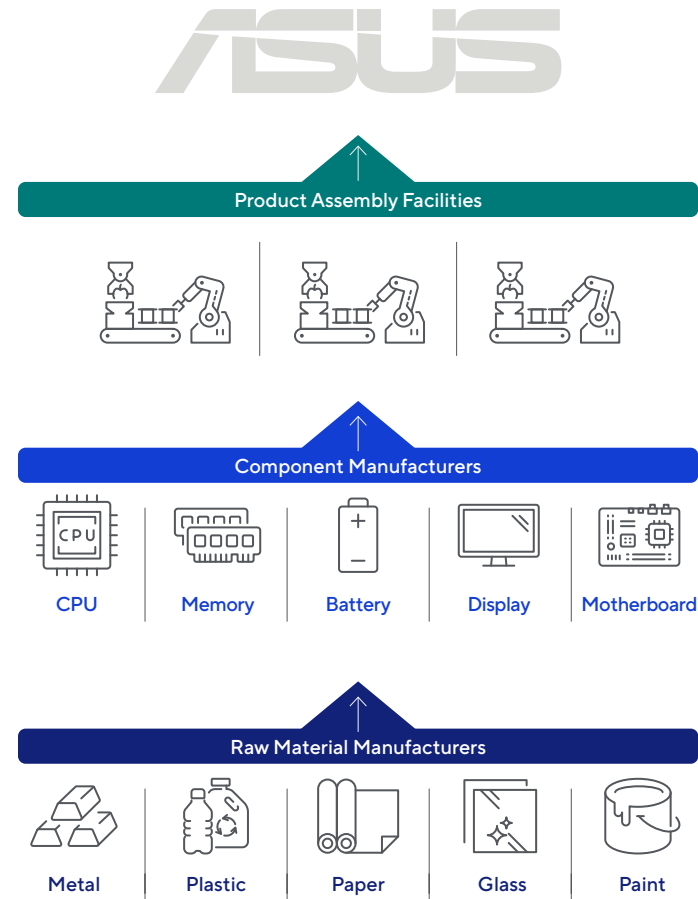 ASUS
Product Assembly Facilities
Component Manufacturers
CPU
CPU
Memory
Battery
Display
Motherboard
Raw Material Manufacturers
Metal
Plastic
Paper
Glass
Paint